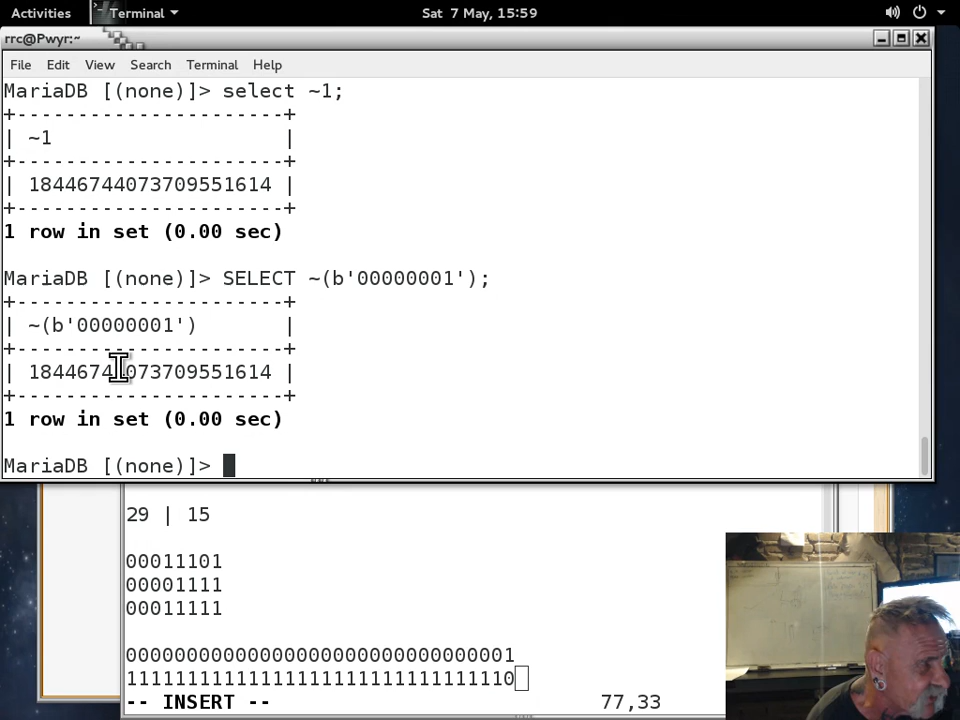 Activities Terminal Sat 7 May, 15:59
rrc@Pwyr:~
File Edit View Search Terminal Help
MariaDB [(none)]> select ~1;
+----------------------+
| ~1                   |
+----------------------+
| 18446744073709551614 |
+----------------------+
1 row in set (0.00 sec)
MariaDB [(none)]> SELECT ~(b'00000001');
+----------------------+
| ~(b'00000001')       |
+----------------------+
| 18446744073709551614 |
+----------------------+
1 row in set (0.00 sec)
MariaDB [(none)]>
29 | 15
00011101
00001111
00011111
00000000000000000000000000000001
11111111111111111111111111111110
-- INSERT -- 77,33